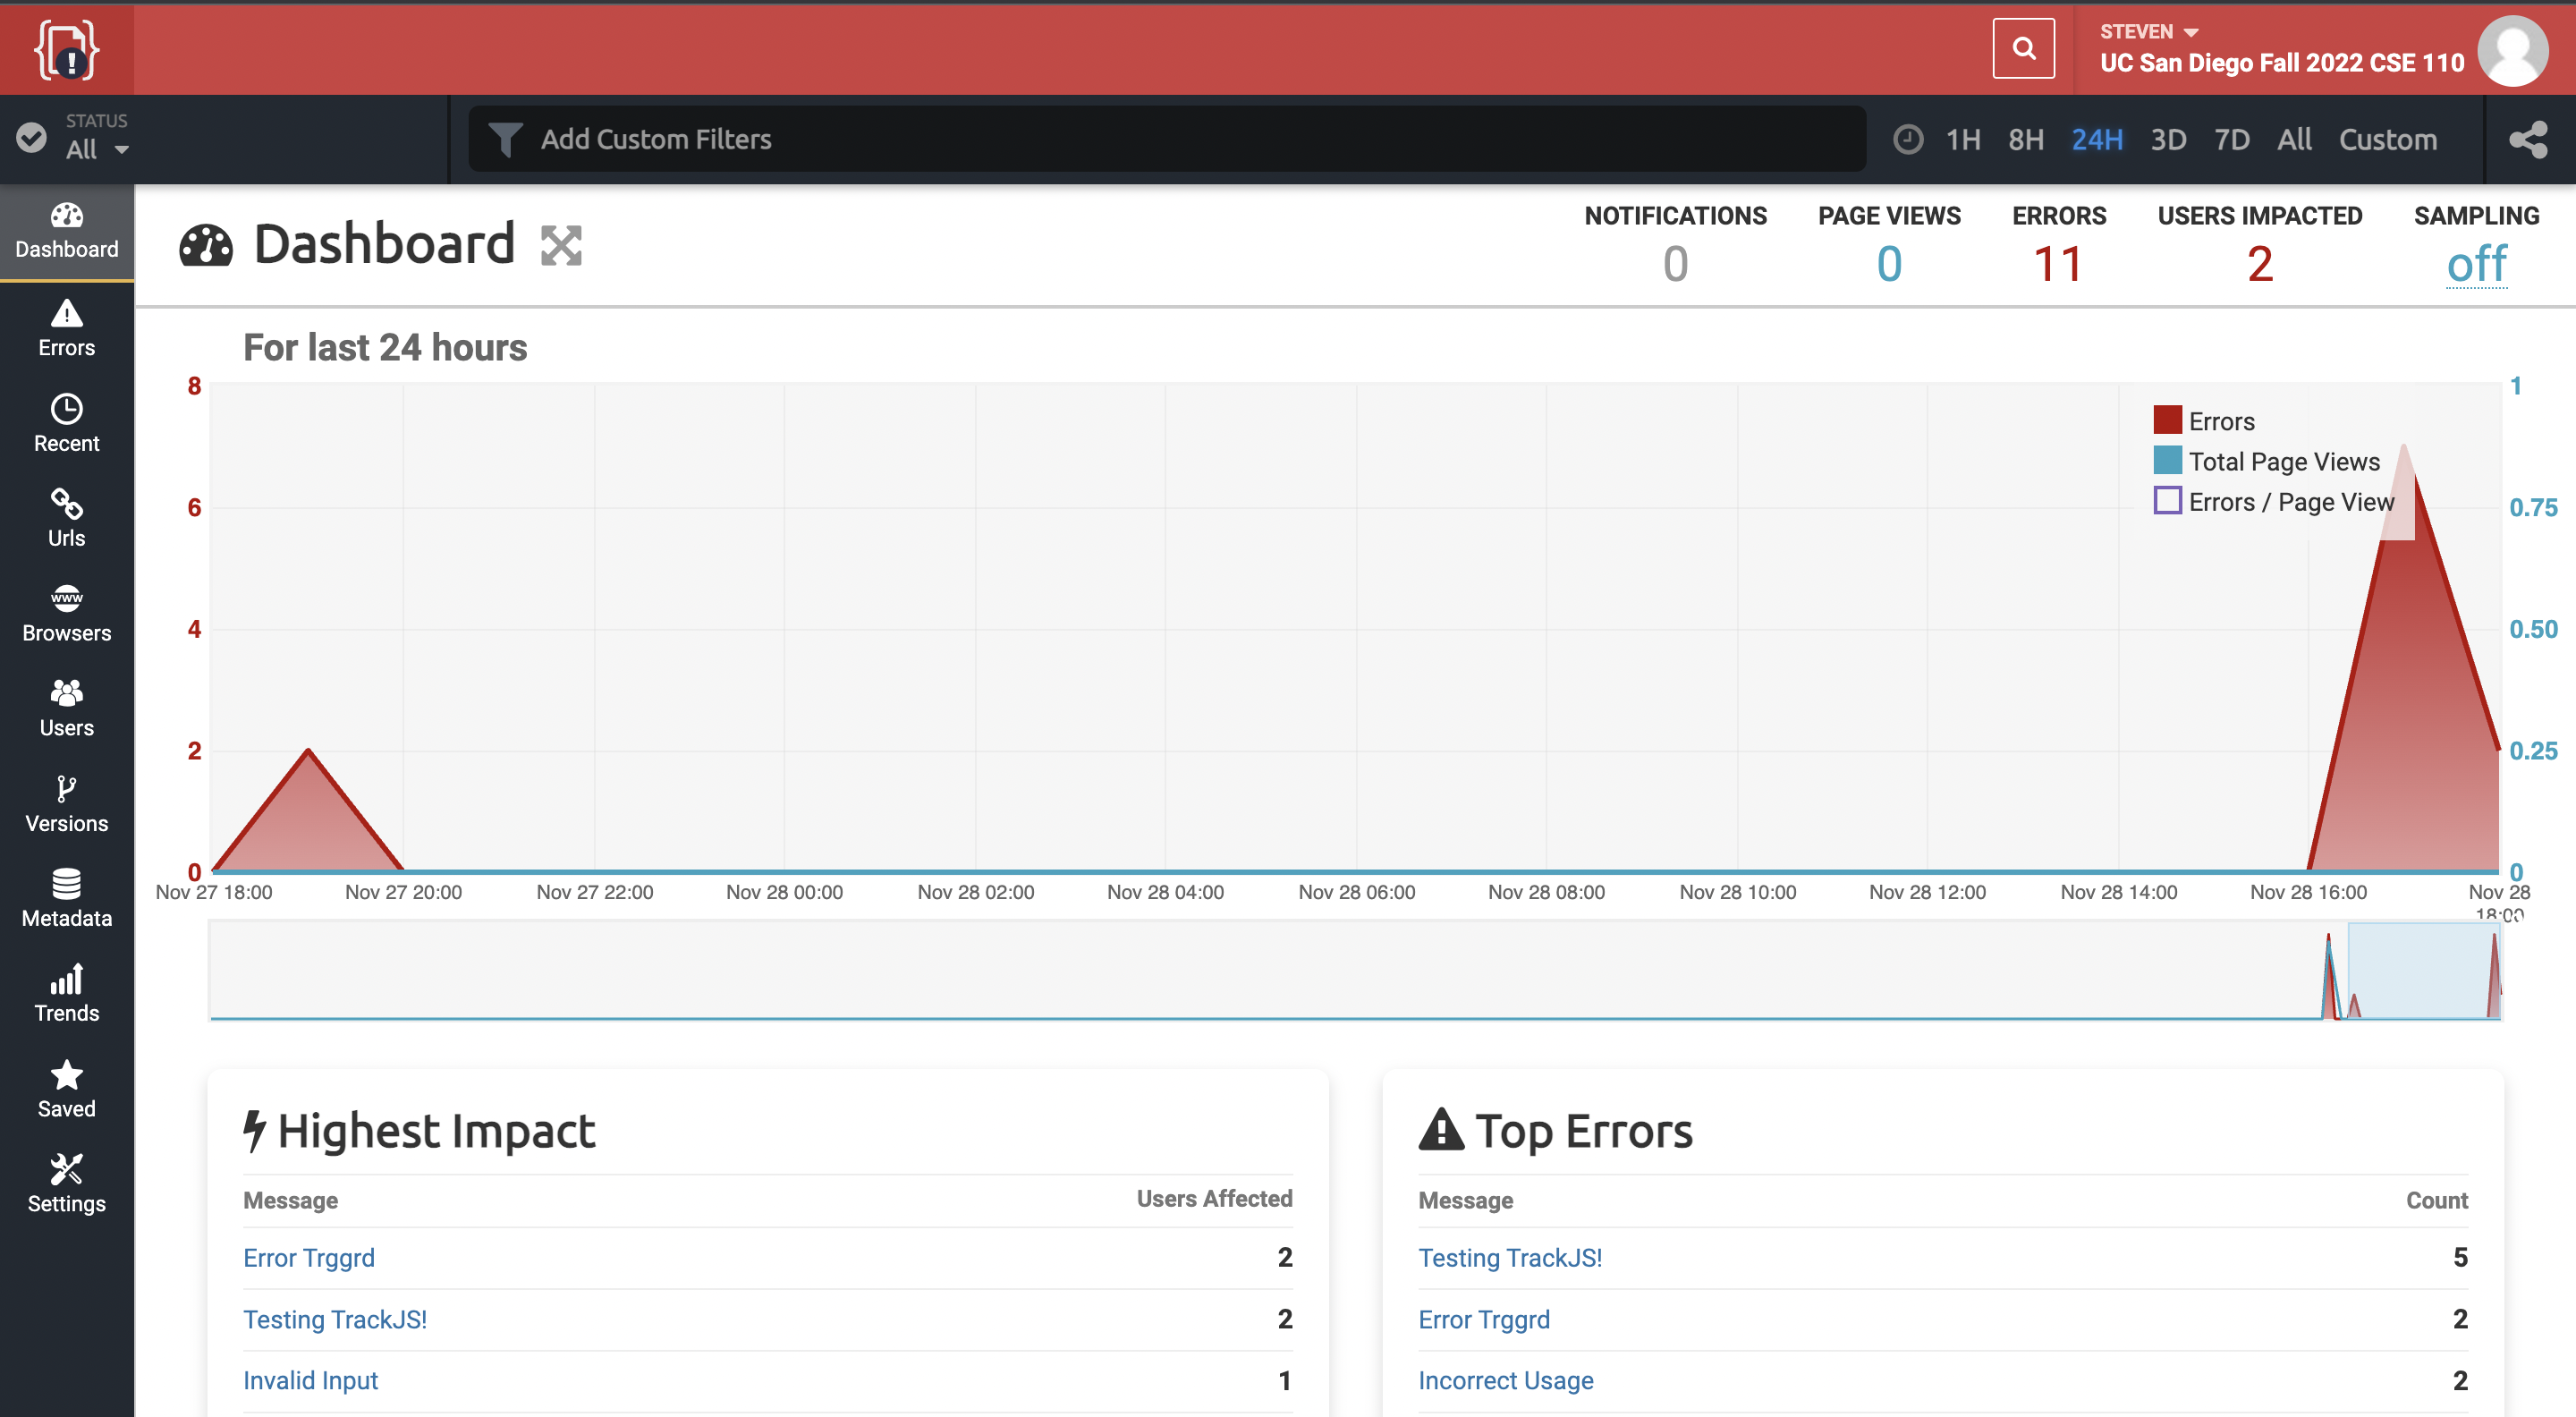 STEVEN
UC San Diego Fall 2022 CSE 110
STATUS
All
Add Custom Filters
1H 8H 24H 3D 7D All Custom
Dashboard
Errors
Recent
Urls
www
Browsers
Users
Versions
Metadata
Trends
Saved
Settings
Dashboard
NOTIFICATIONS PAGE VIEWS ERRORS USERS IMPACTED SAMPLING
0 0 11 2 off
For last 24 hours
8 1
6 0.75
4 0.50
2 0.25
0 0
Errors
Total Page Views
Errors / Page View
Nov 27 18:00 Nov 27 20:00 Nov 27 22:00 Nov 28 00:00 Nov 28 02:00 Nov 28 04:00 Nov 28 06:00 Nov 28 08:00 Nov 28 10:00 Nov 28 12:00 Nov 28 14:00 Nov 28 16:00 Nov 28
18:00
Highest Impact
Message Users Affected
Error Trggrd 2
Testing TrackJS! 2
Invalid Input 1
Top Errors
Message Count
Testing TrackJS! 5
Error Trggrd 2
Incorrect Usage 2